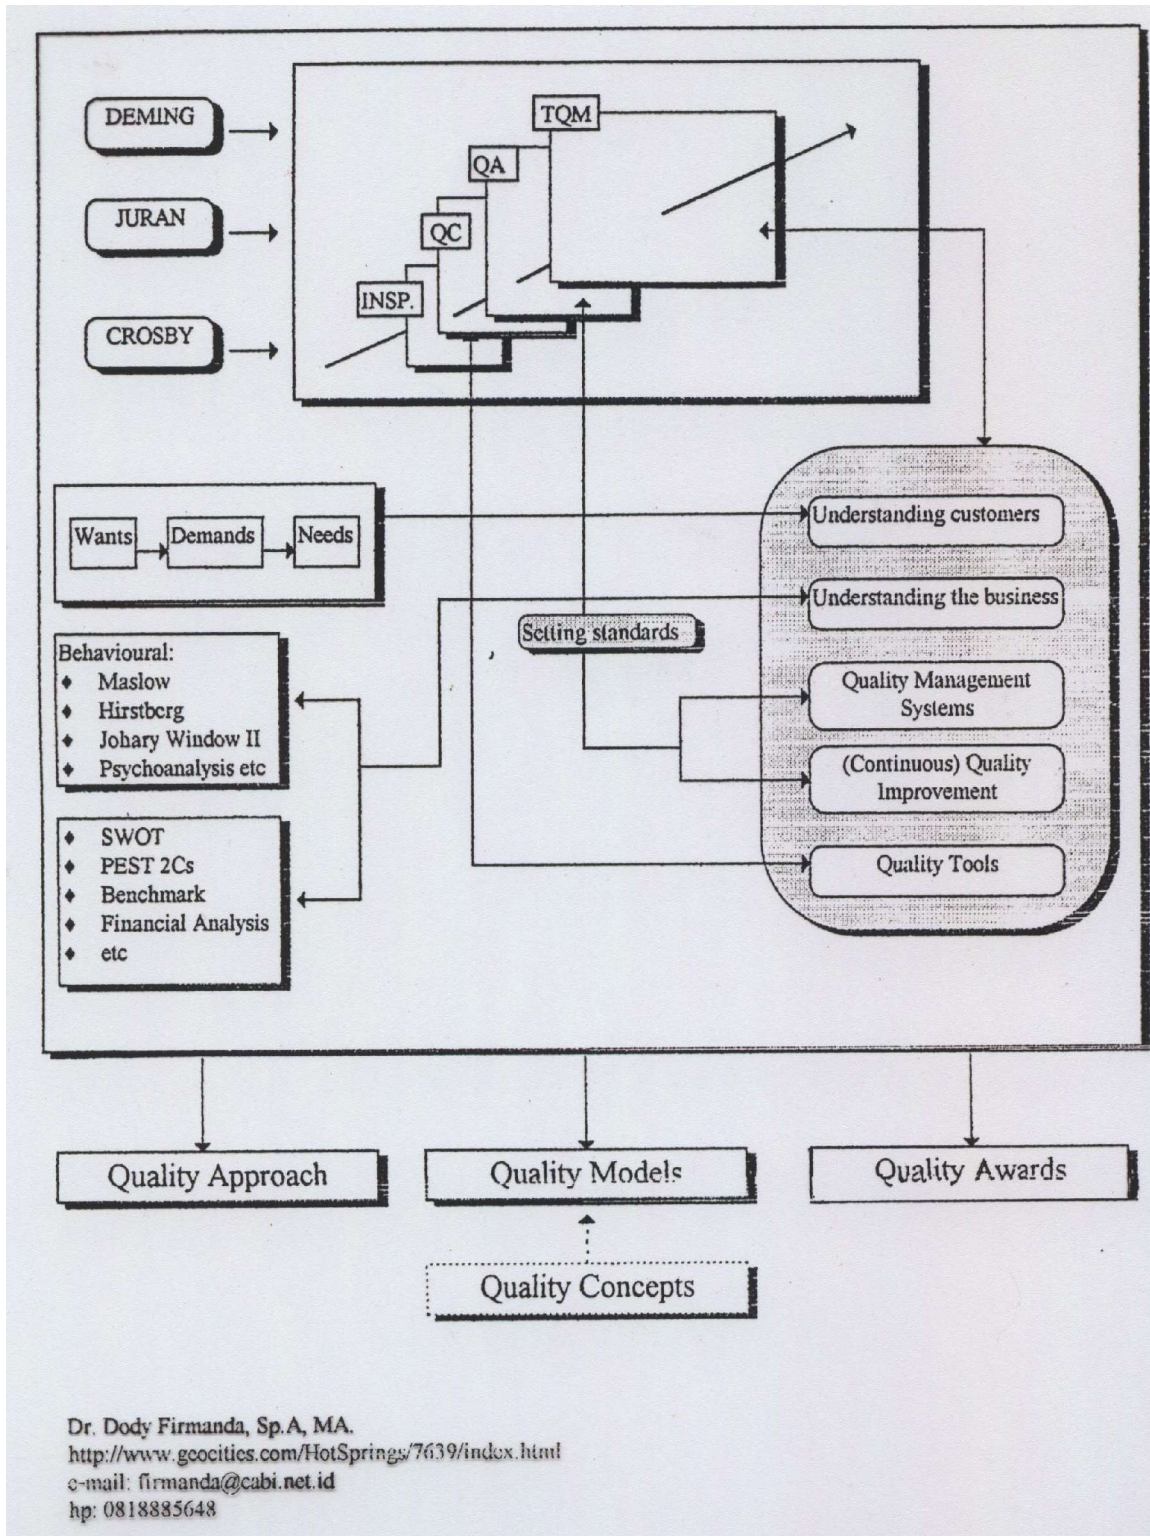 DEMING
JURAN
CROSBY
TQM
QA
QC
INSP.
Wants
Demands
Needs
Behavioural:
♦ Maslow
♦ Hirstberg
♦ Johary Window II
♦ Psychoanalysis etc
♦ SWOT
♦ PEST 2Cs
♦ Benchmark
♦ Financial Analysis
♦ etc
Setting standards
Understanding customers
Understanding the business
Quality Management
Systems
(Continuous) Quality
Improvement
Quality Tools
Quality Approach
Quality Models
Quality Awards
Quality Concepts
Dr. Dody Firmanda, Sp.A, MA.
http://www.geocities.com/HotSprings/7639/index.html
e-mail: firmanda@cabi.net.id
hp: 0818885648